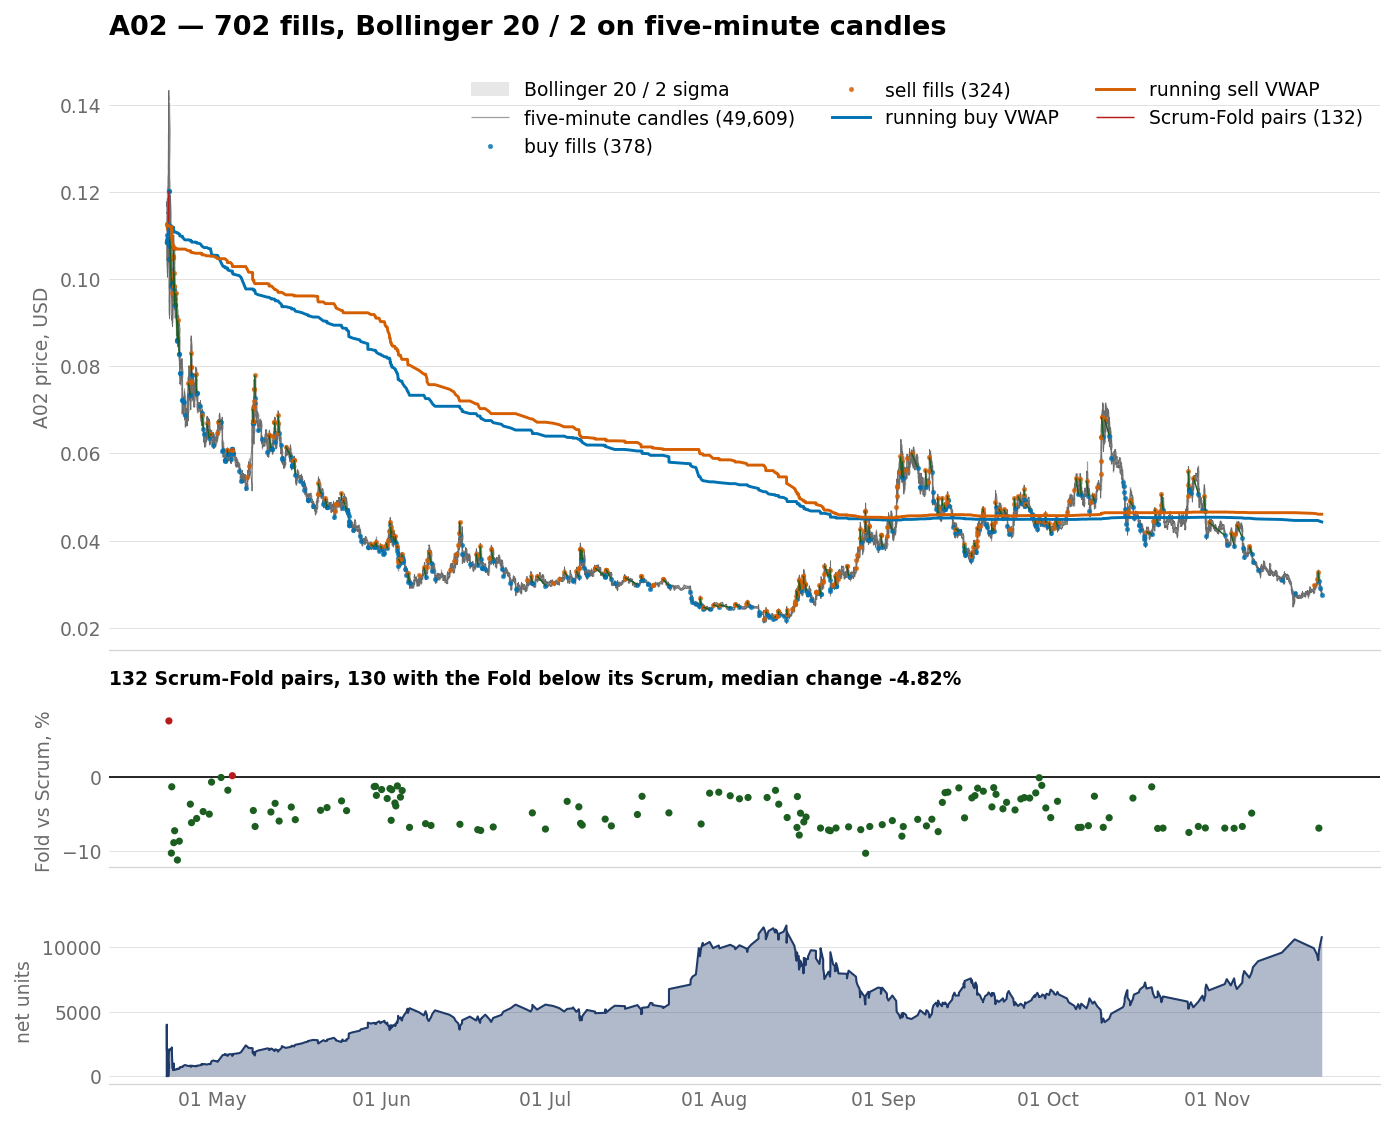 A02 — 702 fills, Bollinger 20 / 2 on five-minute candles
Bollinger 20 / 2 sigma
five-minute candles (49,609)
buy fills (378)
sell fills (324)
running buy VWAP
running sell VWAP
Scrum-Fold pairs (132)
A02 price, USD
0.14
0.12
0.10
0.08
0.06
0.04
0.02
132 Scrum-Fold pairs, 130 with the Fold below its Scrum, median change -4.82%
Fold vs Scrum, %
0
−10
net units
10000
5000
0
01 May
01 Jun
01 Jul
01 Aug
01 Sep
01 Oct
01 Nov